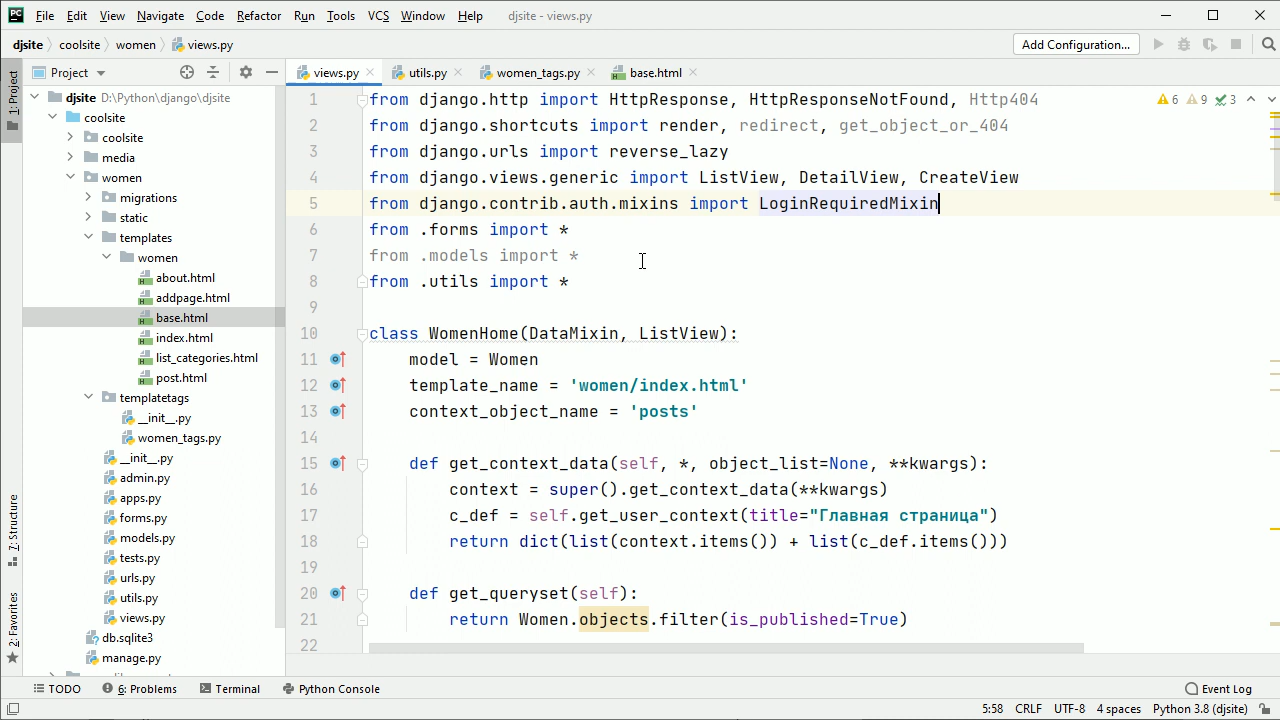 File Edit View Navigate Code Refactor Run Tools VCS Window Help djsite - views.py
djsite coolsite women views.py Add Configuration...
1: Project
Project
views.py utils.py women_tags.py base.html
djsite D:\Python\django\djsite
coolsite
coolsite
media
women
migrations
static
templates
women
about.html
addpage.html
base.html
index.html
list_categories.html
post.html
templatetags
__init__.py
women_tags.py
__init__.py
admin.py
apps.py
forms.py
models.py
tests.py
urls.py
utils.py
views.py
db.sqlite3
manage.py
7: Structure
2: Favorites
6 9 3
1 from django.http import HttpResponse, HttpResponseNotFound, Http404
2 from django.shortcuts import render, redirect, get_object_or_404
3 from django.urls import reverse_lazy
4 from django.views.generic import ListView, DetailView, CreateView
5 from django.contrib.auth.mixins import LoginRequiredMixin
6 from .forms import *
7 from .models import *
8 from .utils import *
9
10 class WomenHome(DataMixin, ListView):
11 model = Women
12 template_name = 'women/index.html'
13 context_object_name = 'posts'
14
15 def get_context_data(self, *, object_list=None, **kwargs):
16 context = super().get_context_data(**kwargs)
17 c_def = self.get_user_context(title="Главная страница")
18 return dict(list(context.items()) + list(c_def.items()))
19
20 def get_queryset(self):
21 return Women.objects.filter(is_published=True)
22
TODO 6: Problems Terminal Python Console Event Log
5:58 CRLF UTF-8 4 spaces Python 3.8 (djsite)